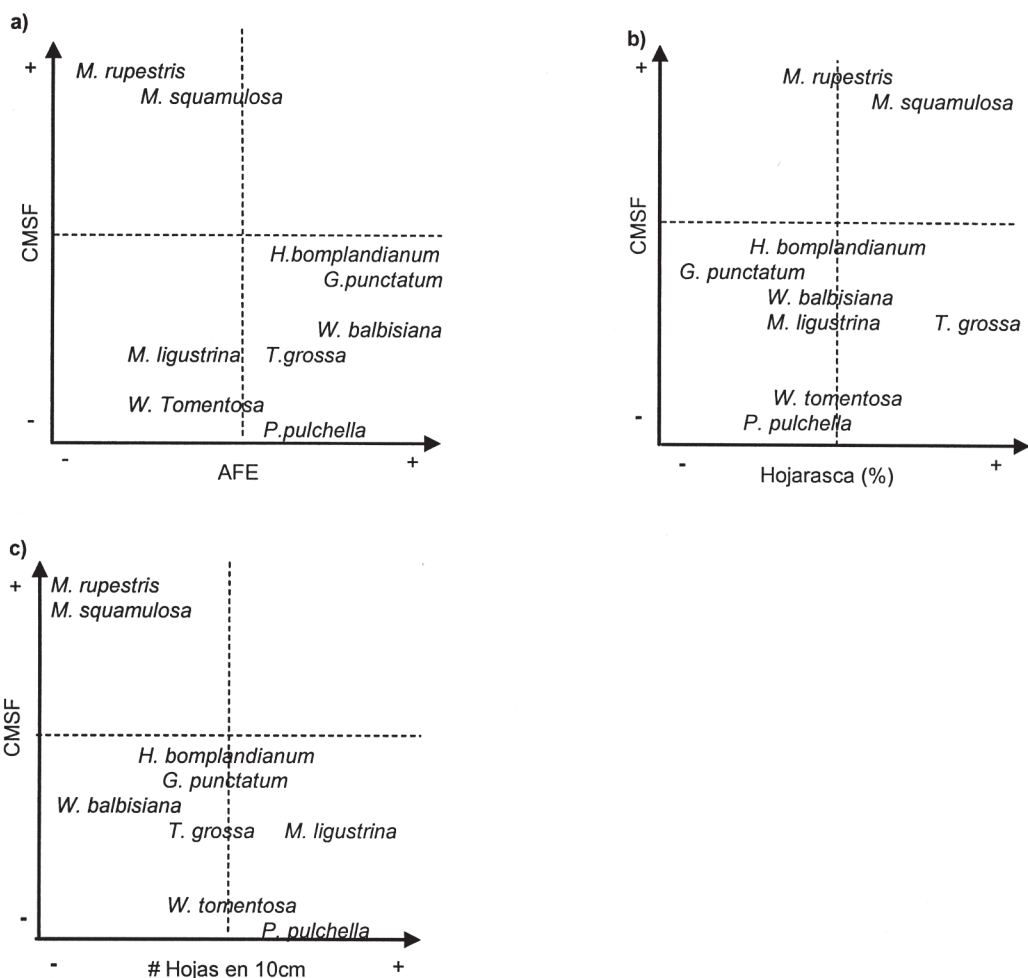 a)
+
M. rupestris
M. squamulosa
CMSF
H.bomplandianum
G.punctatum
W. balbisiana
M. ligustrina T.grossa
W. Tomentosa
-
P.pulchella
- +
AFE
b)
+
M. rupestris
M. squamulosa
CMSF
H. bomplandianum
G. punctatum
W. balbisiana
M. ligustrina T. grossa
W. tomentosa
-
P. pulchella
- +
Hojarasca (%)
c)
+ M. rupestris
M. squamulosa
CMSF
H. bomplandianum
G. punctatum
W. balbisiana
T. grossa M. ligustrina
W. tomentosa
-
P. pulchella
- # Hojas en 10cm +